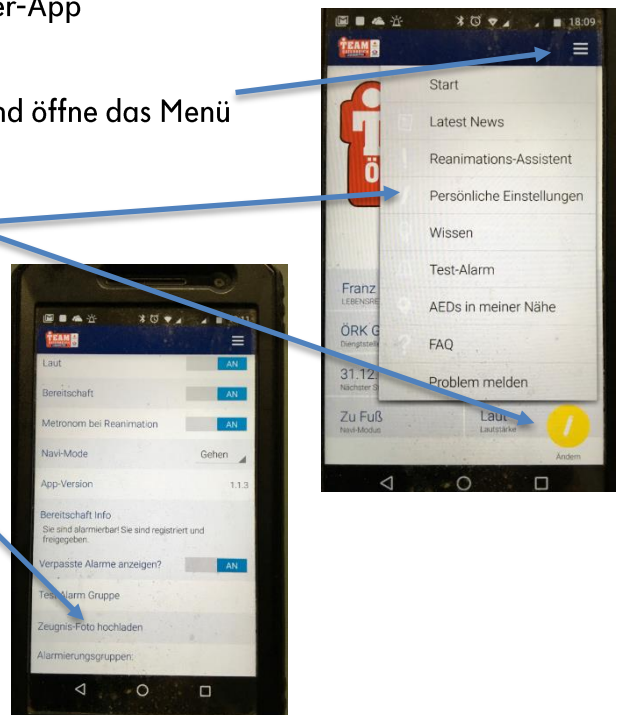 er-App
nd öffne das Menü
18:09
TEAM
Start
Latest News
Reanimations-Assistent
Persönliche Einstellungen
Wissen
Test-Alarm
AEDs in meiner Nähe
FAQ
Problem melden
Franz
ÖRK G
31.12.
Zu Fuß
Navi-Modus
Laut
Lautstärke
Ändern
TEAM
Laut
AN
Bereitschaft
AN
Metronom bei Reanimation
AN
Navi-Mode
Gehen
App-Version
1.1.3
Bereitschaft Info
Sie sind alarmierbar! Sie sind registriert und
freigegeben.
Verpasste Alarme anzeigen?
AN
Test-Alarm Gruppe
Zeugnis-Foto hochladen
Alarmierungsgruppen: